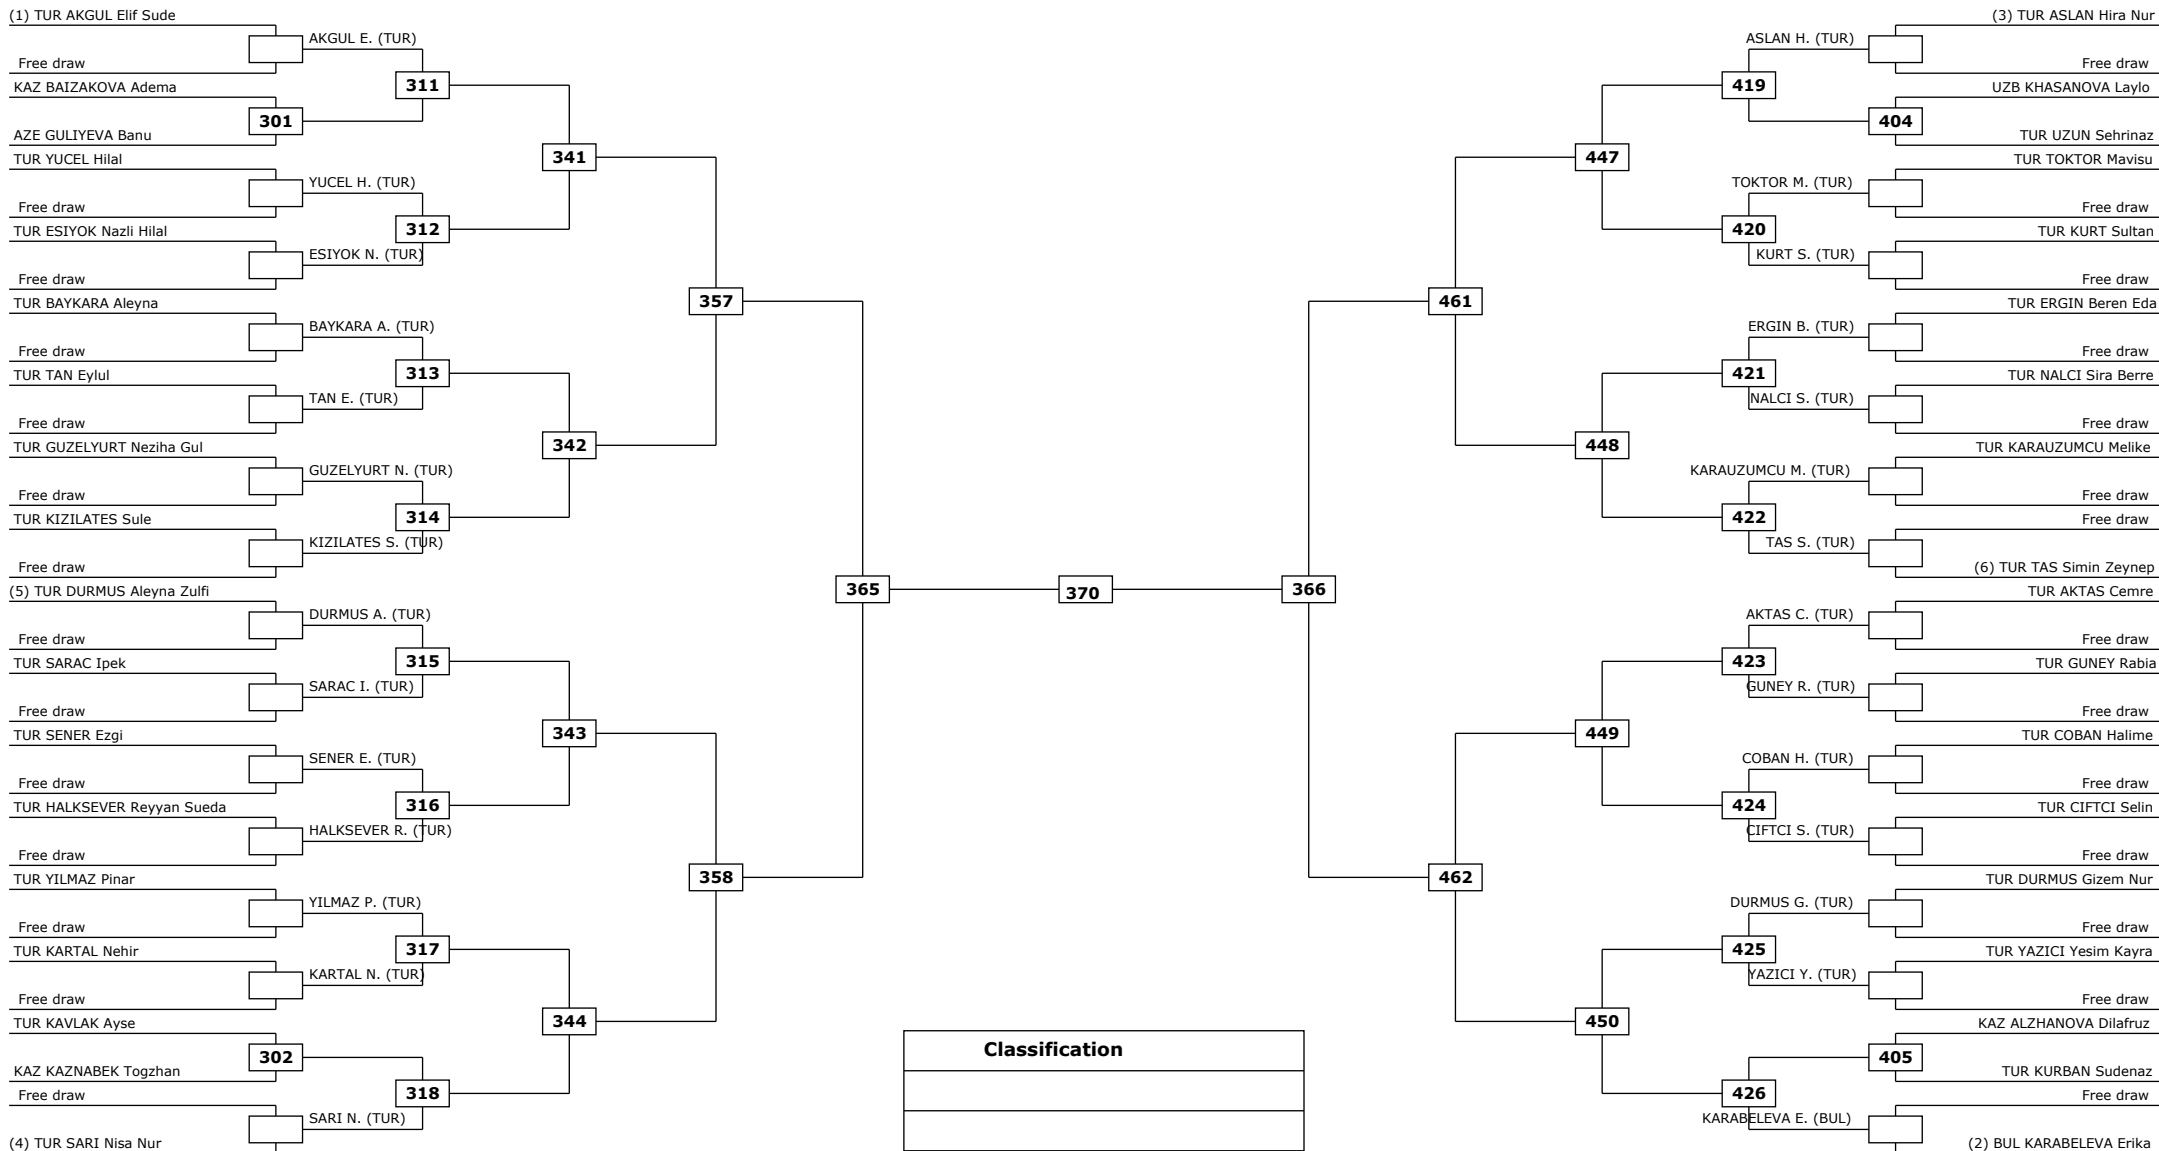 (1) TUR AKGUL Elif Sude
Free draw
AKGUL E. (TUR)
KAZ BAIZAKOVA Adema
301
AZE GULIYEVA Banu
311
TUR YUCEL Hilal
Free draw
YUCEL H. (TUR)
312
TUR ESIYOK Nazli Hilal
Free draw
ESIYOK N. (TUR)
341
TUR BAYKARA Aleyna
Free draw
BAYKARA A. (TUR)
313
TUR TAN Eylul
Free draw
TAN E. (TUR)
357
TUR GUZELYURT Neziha Gul
Free draw
GUZELYURT N. (TUR)
342
314
TUR KIZILATES Sule
Free draw
KIZILATES S. (TUR)
(5) TUR DURMUS Aleyna Zulfi
Free draw
DURMUS A. (TUR)
365
315
TUR SARAC Ipek
Free draw
SARAC I. (TUR)
343
TUR SENER Ezgi
Free draw
SENER E. (TUR)
316
TUR HALKSEVER Reyyan Sueda
Free draw
HALKSEVER R. (TUR)
358
TUR YILMAZ Pinar
Free draw
YILMAZ P. (TUR)
317
TUR KARTAL Nehir
Free draw
KARTAL N. (TUR)
344
TUR KAVLAK Ayse
302
KAZ KAZNABEK Togzhan
318
Free draw
SARI N. (TUR)
(4) TUR SARI Nisa Nur
370
Classification
(3) TUR ASLAN Hira Nur
ASLAN H. (TUR)
Free draw
419
UZB KHASANOVA Laylo
404
TUR UZUN Sehrinaz
447
TUR TOKTOR Mavisu
TOKTOR M. (TUR)
Free draw
420
TUR KURT Sultan
KURT S. (TUR)
Free draw
461
TUR ERGIN Beren Eda
ERGIN B. (TUR)
Free draw
421
TUR NALCI Sira Berre
NALCI S. (TUR)
Free draw
448
TUR KARAUZUMCU Melike
KARAUZUMCU M. (TUR)
Free draw
422
Free draw
TAS S. (TUR)
(6) TUR TAS Simin Zeynep
366
TUR AKTAS Cemre
AKTAS C. (TUR)
Free draw
423
TUR GUNEY Rabia
GUNEY R. (TUR)
Free draw
449
TUR COBAN Halime
COBAN H. (TUR)
Free draw
424
TUR CIFTCI Selin
CIFTCI S. (TUR)
Free draw
462
TUR DURMUS Gizem Nur
DURMUS G. (TUR)
Free draw
425
TUR YAZICI Yesim Kayra
YAZICI Y. (TUR)
Free draw
450
KAZ ALZHANOVA Dilafruz
405
TUR KURBAN Sudenaz
426
Free draw
KARABELEVA E. (BUL)
(2) BUL KARABELEVA Erika